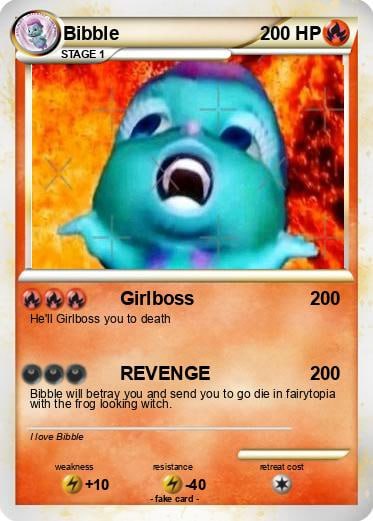 Bibble 200 HP
STAGE 1
Girlboss 200
He'll Girlboss you to death
REVENGE 200
Bibble will betray you and send you to go die in fairytopia
with the frog looking witch.
I love Bibble
weakness resistance retreat cost
+10 -40
- fake card -